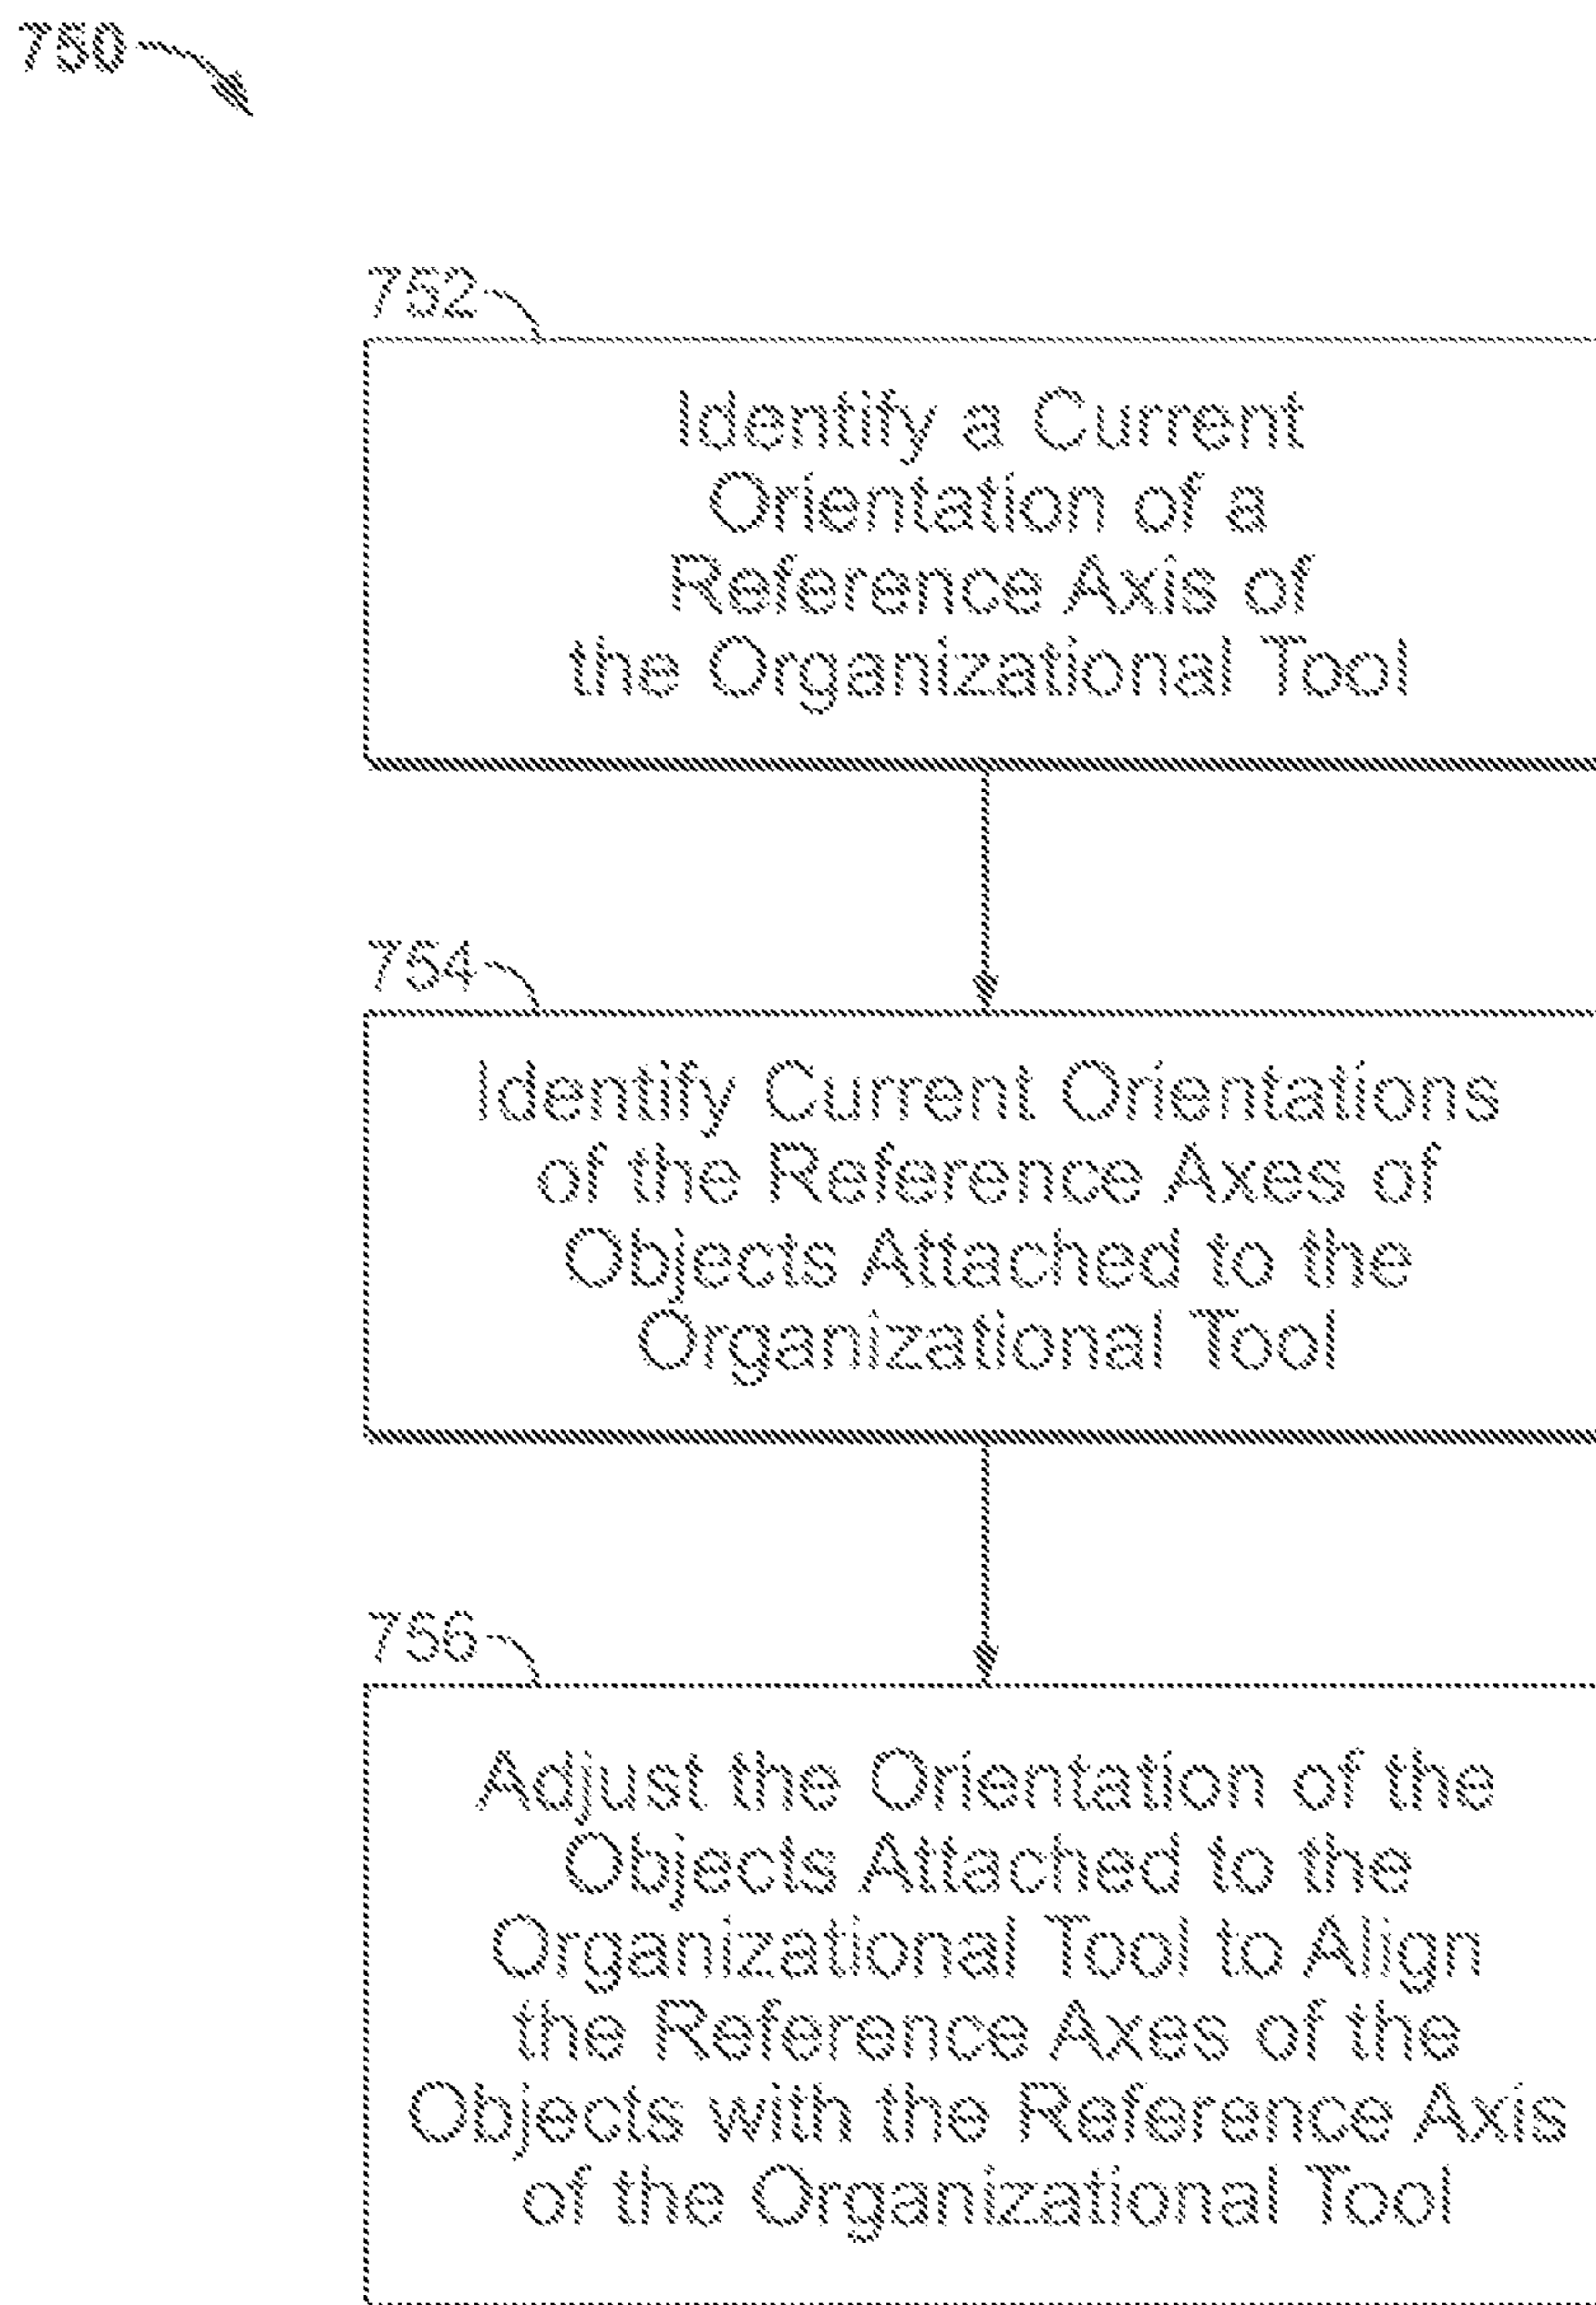 750
752
Identify a Current
Orientation of a
Reference Axis of
the Organizational Tool
754
Identify Current Orientations
of the Reference Axes of
Objects Attached to the
Organizational Tool
756
Adjust the Orientation of the
Objects Attached to the
Organizational Tool to Align
the Reference Axes of the
Objects with the Reference Axis
of the Organizational Tool